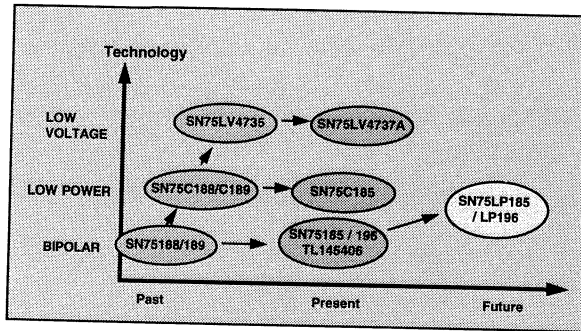 Technology
LOW
VOLTAGE
SN75LV4735
SN75LV4737A
LOW POWER
SN75C188/C189
SN75C185
SN75LP185
/ LP196
BIPOLAR
SN75188/189
SN75185 / 196
TL145406
Past
Present
Future